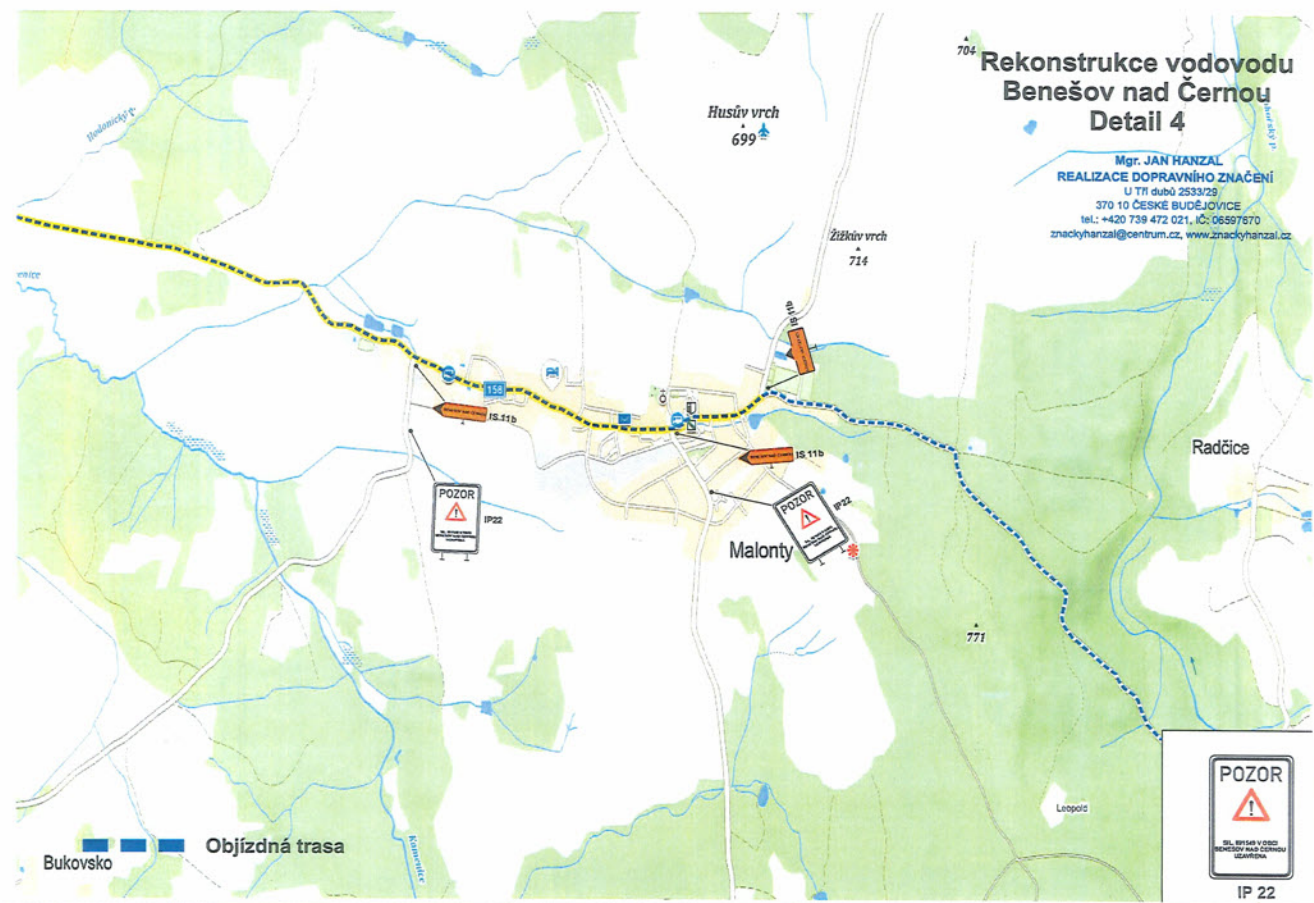 704
Rekonstrukce vodovodu
Benešov nad Černou
Detail 4
Mgr. JAN HANZAL
REALIZACE DOPRAVNÍHO ZNAČENÍ
U Tří dubů 2533/29
370 10 ČESKÉ BUDĚJOVICE
tel.: +420 739 472 021, IČ: 06597670
znackyhanzal@centrum.cz, www.znackyhanzal.cz
Hodonický p.
Husův vrch
699
Žižkův vrch
714
IS 11b
158
IS 11b
IS 11b
Radčice
POZOR
IP22
POZOR
IP22
Malonty
771
Leopold
Objízdná trasa
Bukovsko
Kamenice
POZOR
SIL. 891549 V OBCI
BENEŠOV NAD ČERNOU
UZAVŘENA
IP 22